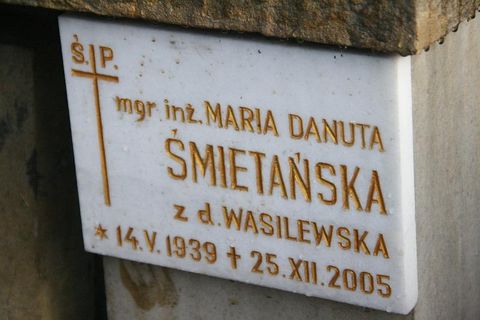 Ś. P.
mgr inż. MARIA DANUTA
ŚMIETAŃSKA
z d. WASILEWSKA
* 14. V. 1939 ✝ 25. XII. 2005